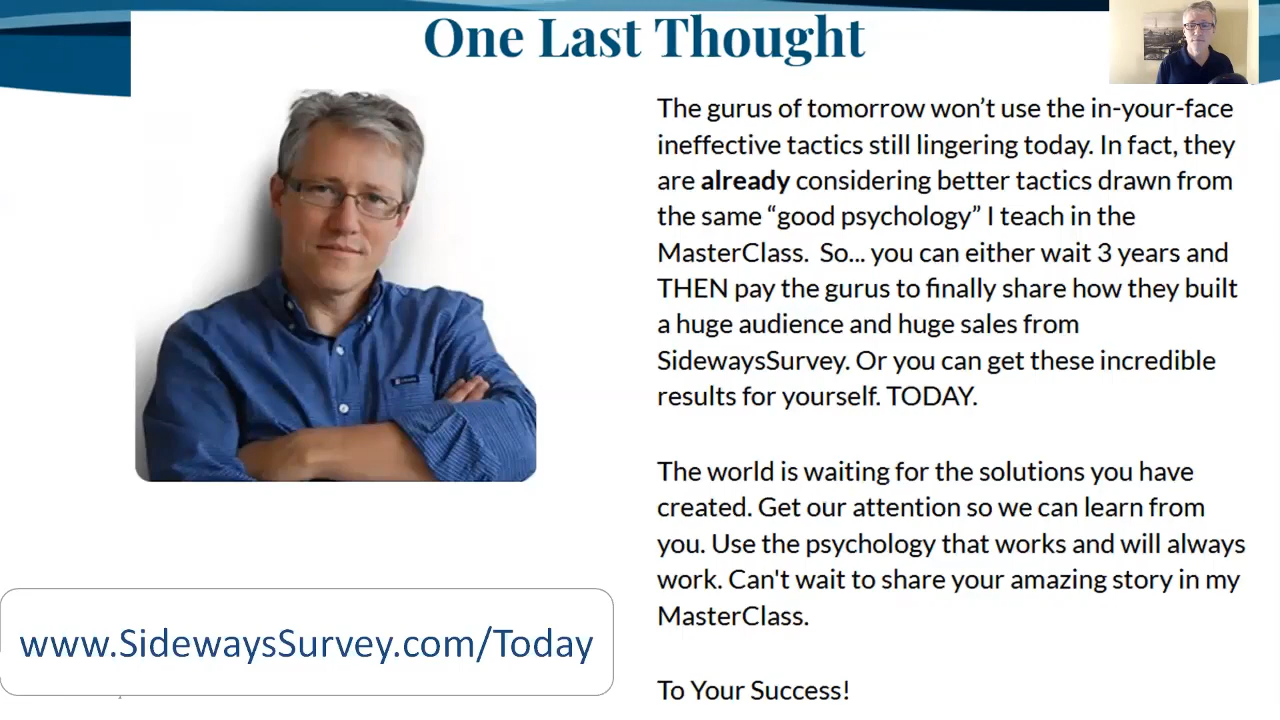 One Last Thought
The gurus of tomorrow won’t use the in-your-face
ineffective tactics still lingering today. In fact, they
are already considering better tactics drawn from
the same “good psychology” I teach in the
MasterClass.  So... you can either wait 3 years and
THEN pay the gurus to finally share how they built
a huge audience and huge sales from
SidewaysSurvey. Or you can get these incredible
results for yourself. TODAY.
The world is waiting for the solutions you have
created. Get our attention so we can learn from
you. Use the psychology that works and will always
work. Can't wait to share your amazing story in my
MasterClass.
To Your Success!
www.SidewaysSurvey.com/Today